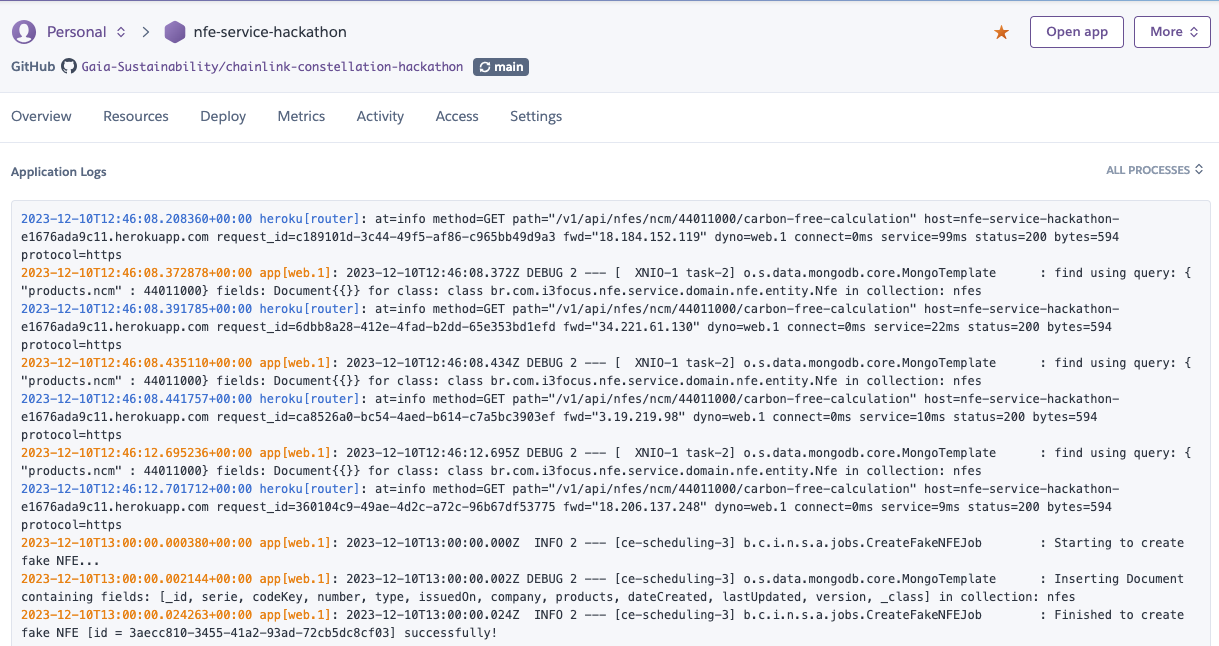 Personal > nfe-service-hackathon Open app More
GitHub Gaia-Sustainability/chainlink-constellation-hackathon main
Overview Resources Deploy Metrics Activity Access Settings
Application Logs ALL PROCESSES
2023-12-10T12:46:08.208360+00:00 heroku[router]: at=info method=GET path="/v1/api/nfes/ncm/44011000/carbon-free-calculation" host=nfe-service-hackathon-
e1676ada9c11.herokuapp.com request_id=c189101d-3c44-49f5-af86-c965bb49d9a3 fwd="18.184.152.119" dyno=web.1 connect=0ms service=99ms status=200 bytes=594
protocol=https
2023-12-10T12:46:08.372878+00:00 app[web.1]: 2023-12-10T12:46:08.372Z DEBUG 2 --- [  XNIO-1 task-2] o.s.data.mongodb.core.MongoTemplate      : find using query: {
"products.ncm" : 44011000} fields: Document{{}} for class: class br.com.i3focus.nfe.service.domain.nfe.entity.Nfe in collection: nfes
2023-12-10T12:46:08.391785+00:00 heroku[router]: at=info method=GET path="/v1/api/nfes/ncm/44011000/carbon-free-calculation" host=nfe-service-hackathon-
e1676ada9c11.herokuapp.com request_id=6dbb8a28-412e-4fad-b2dd-65e353bd1efd fwd="34.221.61.130" dyno=web.1 connect=0ms service=22ms status=200 bytes=594
protocol=https
2023-12-10T12:46:08.435110+00:00 app[web.1]: 2023-12-10T12:46:08.434Z DEBUG 2 --- [  XNIO-1 task-2] o.s.data.mongodb.core.MongoTemplate      : find using query: {
"products.ncm" : 44011000} fields: Document{{}} for class: class br.com.i3focus.nfe.service.domain.nfe.entity.Nfe in collection: nfes
2023-12-10T12:46:08.441757+00:00 heroku[router]: at=info method=GET path="/v1/api/nfes/ncm/44011000/carbon-free-calculation" host=nfe-service-hackathon-
e1676ada9c11.herokuapp.com request_id=ca8526a0-bc54-4aed-b614-c7a5bc3903ef fwd="3.19.219.98" dyno=web.1 connect=0ms service=10ms status=200 bytes=594
protocol=https
2023-12-10T12:46:12.695236+00:00 app[web.1]: 2023-12-10T12:46:12.695Z DEBUG 2 --- [  XNIO-1 task-2] o.s.data.mongodb.core.MongoTemplate      : find using query: {
"products.ncm" : 44011000} fields: Document{{}} for class: class br.com.i3focus.nfe.service.domain.nfe.entity.Nfe in collection: nfes
2023-12-10T12:46:12.701712+00:00 heroku[router]: at=info method=GET path="/v1/api/nfes/ncm/44011000/carbon-free-calculation" host=nfe-service-hackathon-
e1676ada9c11.herokuapp.com request_id=360104c9-49ae-4d2c-a72c-96b67df53775 fwd="18.206.137.248" dyno=web.1 connect=0ms service=9ms status=200 bytes=594
protocol=https
2023-12-10T13:00:00.000380+00:00 app[web.1]: 2023-12-10T13:00:00.000Z  INFO 2 --- [ce-scheduling-3] b.c.i.n.s.a.jobs.CreateFakeNFEJob        : Starting to create
fake NFE...
2023-12-10T13:00:00.002144+00:00 app[web.1]: 2023-12-10T13:00:00.002Z DEBUG 2 --- [ce-scheduling-3] o.s.data.mongodb.core.MongoTemplate      : Inserting Document
containing fields: [_id, serie, codeKey, number, type, issuedOn, company, products, dateCreated, lastUpdated, version, _class] in collection: nfes
2023-12-10T13:00:00.024263+00:00 app[web.1]: 2023-12-10T13:00:00.024Z  INFO 2 --- [ce-scheduling-3] b.c.i.n.s.a.jobs.CreateFakeNFEJob        : Finished to create
fake NFE [id = 3aecc810-3455-41a2-93ad-72cb5dc8cf03] successfully!